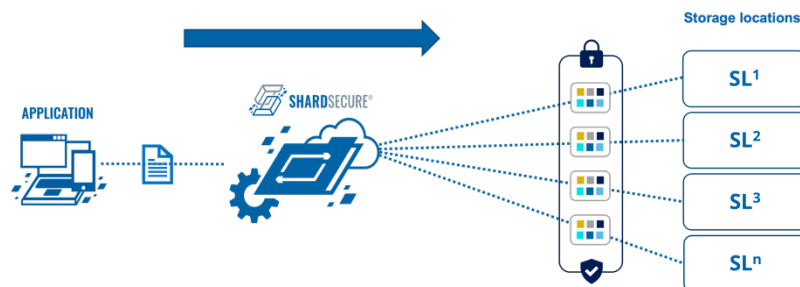 Storage locations
APPLICATION
SHARDSECURE®
SL¹
SL²
SL³
SLⁿ